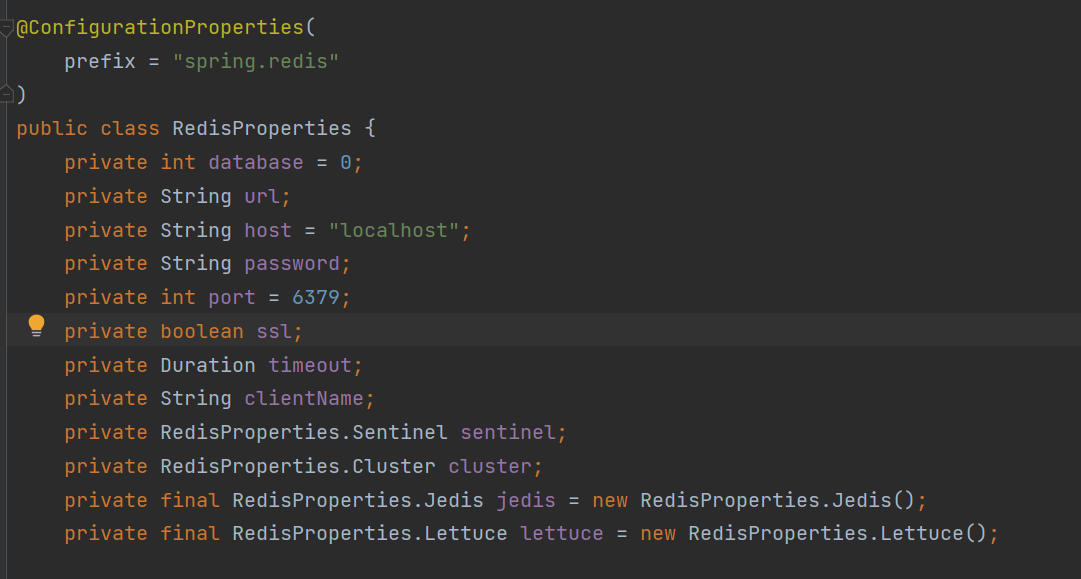 @ConfigurationProperties(
    prefix = "spring.redis"
)
public class RedisProperties {
    private int database = 0;
    private String url;
    private String host = "localhost";
    private String password;
    private int port = 6379;
    private boolean ssl;
    private Duration timeout;
    private String clientName;
    private RedisProperties.Sentinel sentinel;
    private RedisProperties.Cluster cluster;
    private final RedisProperties.Jedis jedis = new RedisProperties.Jedis();
    private final RedisProperties.Lettuce lettuce = new RedisProperties.Lettuce();